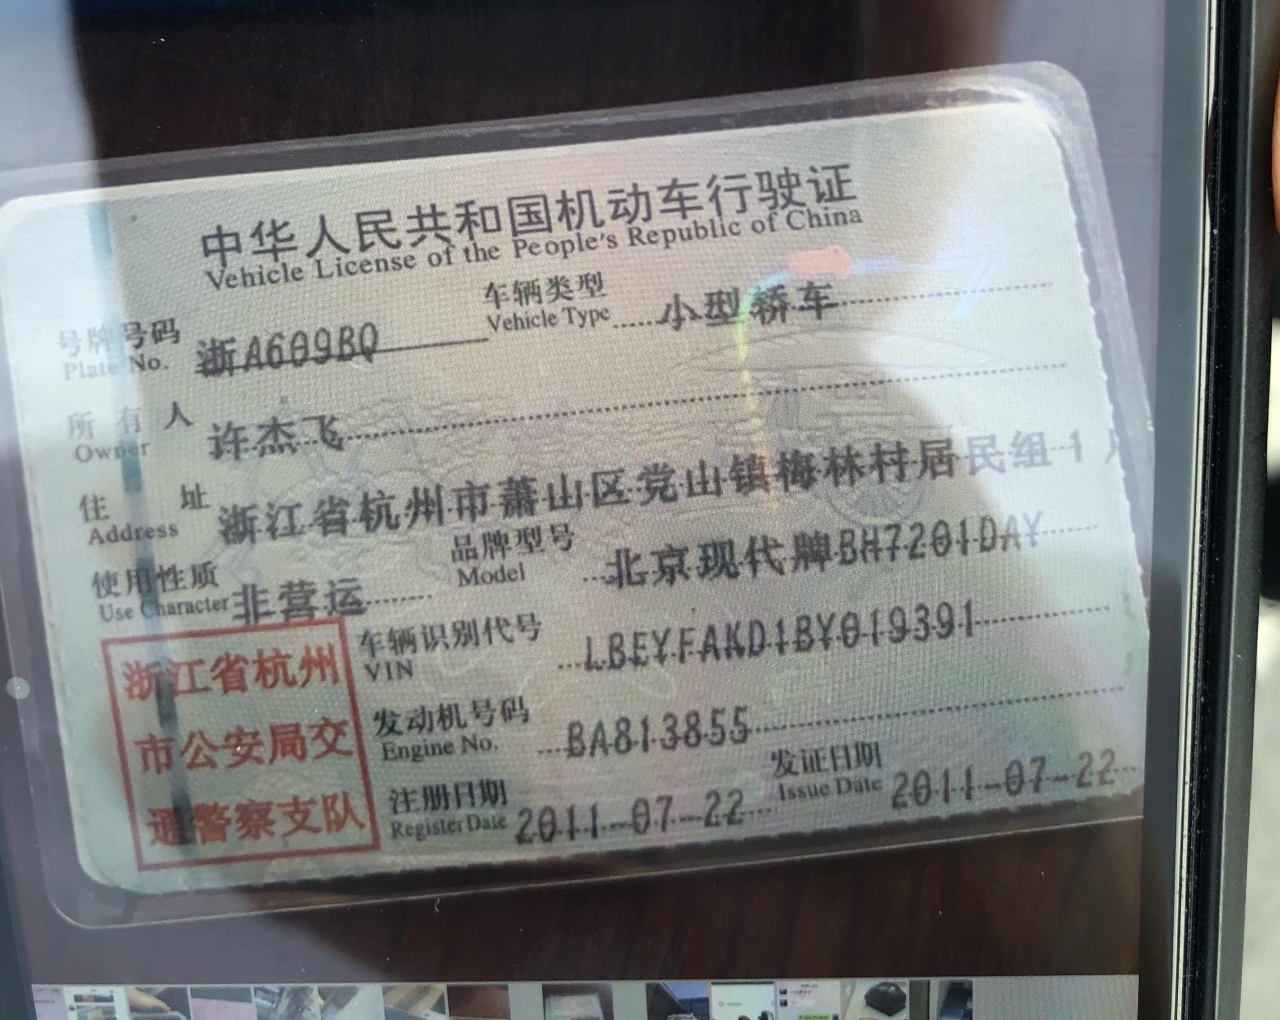 中华人民共和国机动车行驶证
Vehicle License of the People's Republic of China
号牌号码 浙A609BQ 车辆类型 小型轿车
Plate No. Vehicle Type
所有人 许杰飞
Owner
住址 浙江省杭州市萧山区党山镇梅林村居民组1
Address
使用性质 非营运 品牌型号 北京现代牌BH7201DAY
Use Character Model
车辆识别代号 LBEYFAKD1BY019391
VIN
发动机号码 BA813855
Engine No.
注册日期 2011-07-22 发证日期 2011-07-22
Register Date Issue Date
浙江省杭州
市公安局交
通警察支队